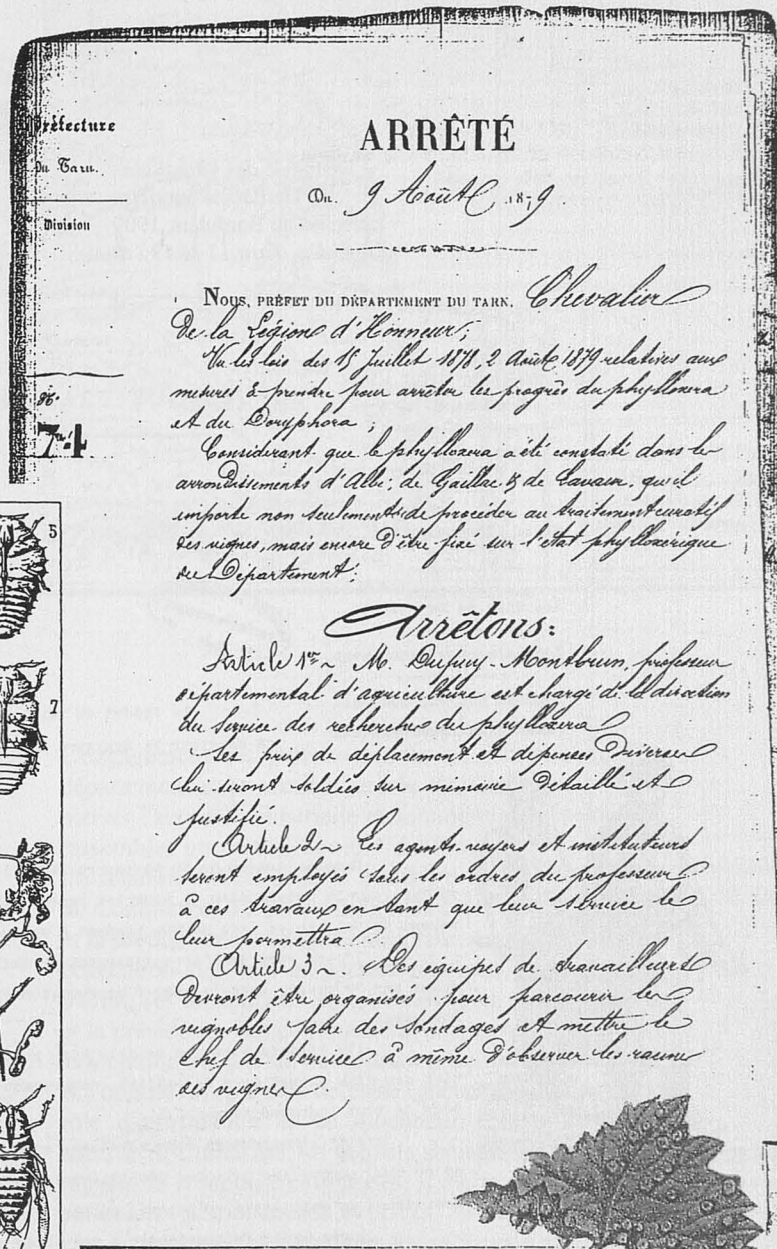 Préfecture
Du Tarn.
Division
N°
7m4
5
7
ARRÊTÉ
Du 9 Août 1879
NOUS, PRÉFET DU DÉPARTEMENT DU TARN, Chevalier
De la Légion d'Honneur;
Vu les lois des 15 Juillet 1878, 2 Août 1879 relatives aux
mesures à prendre pour arrêter les progrès du phylloxera
et du Doryphora;
Considérant que le phylloxera a été constaté dans les
arrondissements d'Albi, de Gaillac & de Lavaur, qu'il
importe non seulement de procéder au traitement curatif
des vignes, mais encore d'être fixé sur l'état phylloxérique
du Département;
Arrêtons:
Article 1er ~ M. Dupuy-Montbrun, professeur
départemental d'agriculture est chargé de la direction
du Service des recherches du phylloxera
Ses frais de déplacement et dépenses Diverses
lui seront soldées sur mémoire détaillé et
justifié
Article 2 ~ Les agents-voyers et instituteurs
seront employés sous les ordres du professeur
à ces travaux en tant que leur service le
leur permettra.
Article 3 ~. Des équipes de travailleurs
devront être organisés pour parcourir les
vignobles faire des sondages et mettre le
Chef de Service à même d'observer les racines
des vignes.